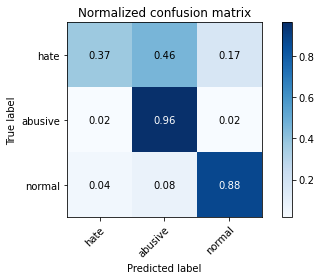 Normalized confusion matrix
True label
hate 0.37 0.46 0.17
abusive 0.02 0.96 0.02
normal 0.04 0.08 0.88
hate abusive normal
Predicted label
0.8
0.6
0.4
0.2